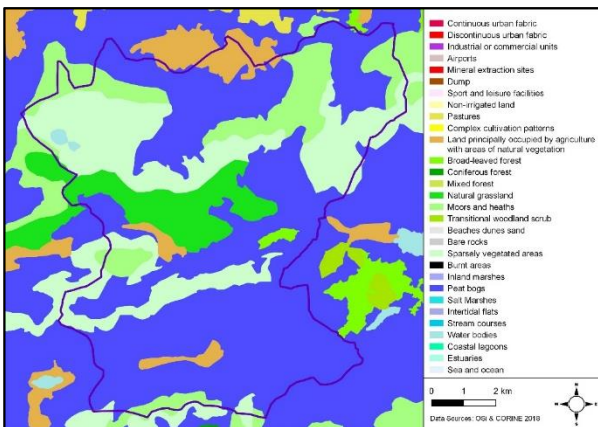 Continuous urban fabric
Discontinuous urban fabric
Industrial or commercial units
Airports
Mineral extraction sites
Dump
Sport and leisure facilities
Non-irrigated land
Pastures
Complex cultivation patterns
Land principally occupied by agriculture
with areas of natural vegetation
Broad-leaved forest
Coniferous forest
Mixed forest
Natural grassland
Moors and heaths
Transitional woodland scrub
Beaches dunes sand
Bare rocks
Sparsely vegetated areas
Burnt areas
Inland marshes
Peat bogs
Salt Marshes
Intertidal flats
Stream courses
Water bodies
Coastal lagoons
Estuaries
Sea and ocean
0 1 2 km
Data Sources: OSi & CORINE 2018